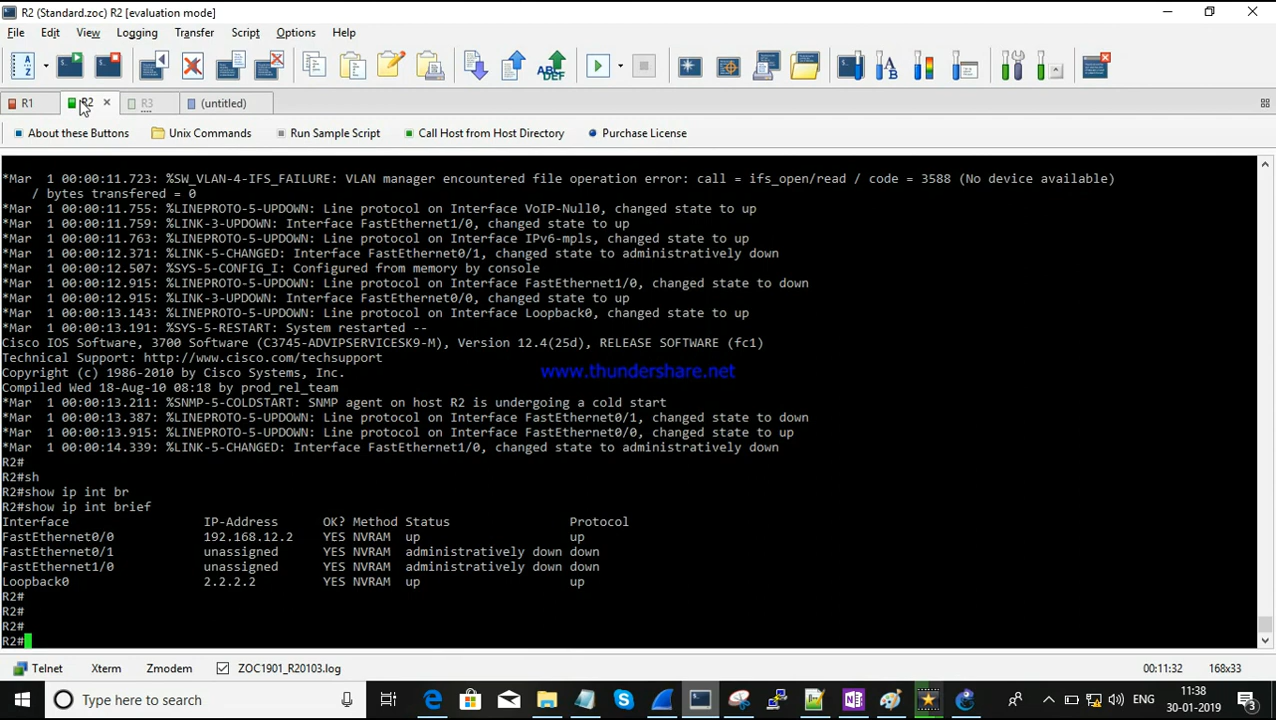 R2 (Standard.zoc) R2 [evaluation mode]
File Edit View Logging Transfer Script Options Help
R1 R2 R3 (untitled)
About these Buttons Unix Commands Run Sample Script Call Host from Host Directory Purchase License
*Mar  1 00:00:11.723: %SW_VLAN-4-IFS_FAILURE: VLAN manager encountered file operation error: call = ifs_open/read / code = 3588 (No device available)
/ bytes transfered = 0
*Mar  1 00:00:11.755: %LINEPROTO-5-UPDOWN: Line protocol on Interface VoIP-Null0, changed state to up
*Mar  1 00:00:11.759: %LINK-3-UPDOWN: Interface FastEthernet1/0, changed state to up
*Mar  1 00:00:11.763: %LINEPROTO-5-UPDOWN: Line protocol on Interface IPv6-mpls, changed state to up
*Mar  1 00:00:12.371: %LINK-5-CHANGED: Interface FastEthernet0/1, changed state to administratively down
*Mar  1 00:00:12.507: %SYS-5-CONFIG_I: Configured from memory by console
*Mar  1 00:00:12.915: %LINEPROTO-5-UPDOWN: Line protocol on Interface FastEthernet1/0, changed state to down
*Mar  1 00:00:12.915: %LINK-3-UPDOWN: Interface FastEthernet0/0, changed state to up
*Mar  1 00:00:13.143: %LINEPROTO-5-UPDOWN: Line protocol on Interface Loopback0, changed state to up
*Mar  1 00:00:13.191: %SYS-5-RESTART: System restarted --
Cisco IOS Software, 3700 Software (C3745-ADVIPSERVICESK9-M), Version 12.4(25d), RELEASE SOFTWARE (fc1)
Technical Support: http://www.cisco.com/techsupport
Copyright (c) 1986-2010 by Cisco Systems, Inc.
www.thundershare.net
Compiled Wed 18-Aug-10 08:18 by prod_rel_team
*Mar  1 00:00:13.211: %SNMP-5-COLDSTART: SNMP agent on host R2 is undergoing a cold start
*Mar  1 00:00:13.387: %LINEPROTO-5-UPDOWN: Line protocol on Interface FastEthernet0/1, changed state to down
*Mar  1 00:00:13.915: %LINEPROTO-5-UPDOWN: Line protocol on Interface FastEthernet0/0, changed state to up
*Mar  1 00:00:14.339: %LINK-5-CHANGED: Interface FastEthernet1/0, changed state to administratively down
R2#
R2#sh
R2#show ip int br
R2#show ip int brief
Interface IP-Address OK? Method Status Protocol
FastEthernet0/0 192.168.12.2 YES NVRAM up up
FastEthernet0/1 unassigned YES NVRAM administratively down down
FastEthernet1/0 unassigned YES NVRAM administratively down down
Loopback0 2.2.2.2 YES NVRAM up up
R2#
R2#
R2#
R2#
Telnet Xterm Zmodem ZOC1901_R20103.log 00:11:32 168x33
Type here to search ENG 11:38
30-01-2019 3